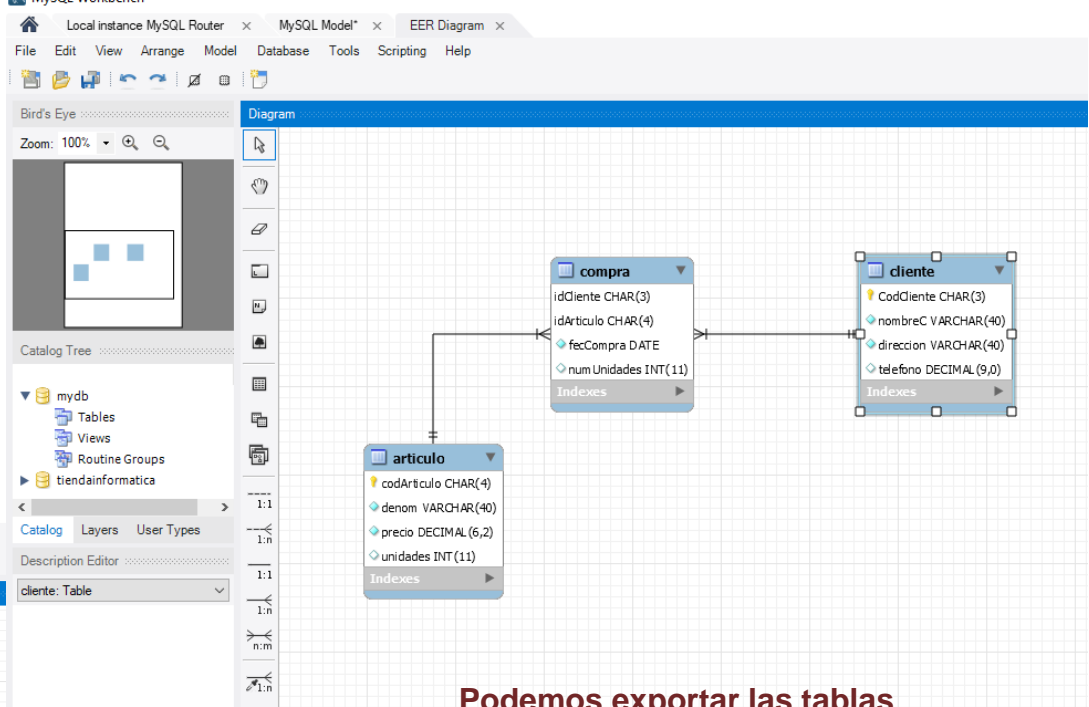 MySQL Workbench
Local instance MySQL Router × MySQL Model* × EER Diagram ×
File Edit View Arrange Model Database Tools Scripting Help
Bird's Eye
Zoom: 100%
Catalog Tree
mydb
Tables
Views
Routine Groups
tiendainformatica
Catalog Layers User Types
Description Editor
cliente: Table
Diagram
1:1
1:n
1:1
1:n
n:m
1:n
compra
idCliente CHAR(3)
idArticulo CHAR(4)
fecCompra DATE
numUnidades INT(11)
Indexes
cliente
CodCliente CHAR(3)
nombreC VARCHAR(40)
direccion VARCHAR(40)
telefono DECIMAL(9,0)
Indexes
articulo
codArticulo CHAR(4)
denom VARCHAR(40)
precio DECIMAL(6,2)
unidades INT(11)
Indexes
Podemos exportar las tablas